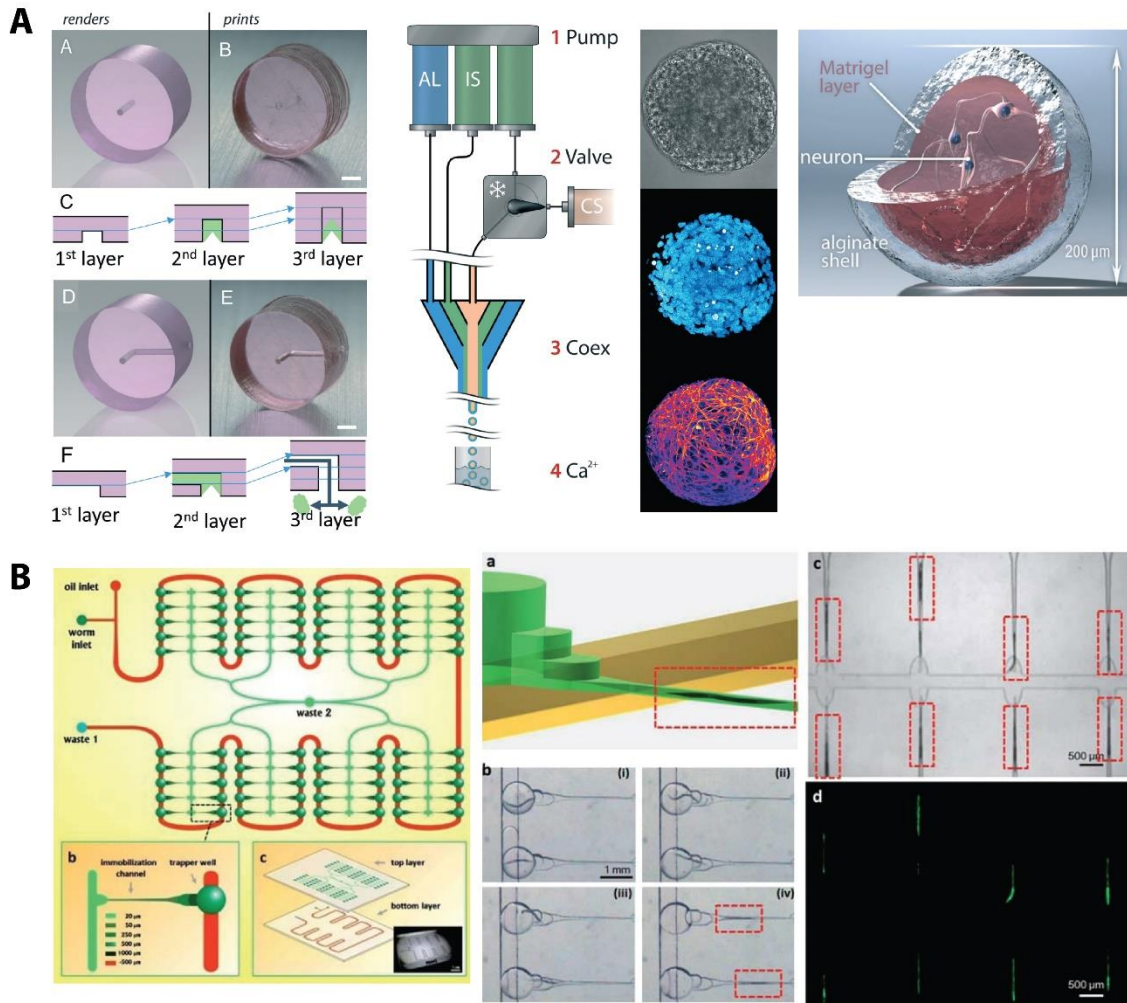 A
renders
prints
A
B
C
1st layer
2nd layer
3rd layer
D
E
F
1st layer
2nd layer
3rd layer
AL
IS
CS
1 Pump
2 Valve
3 Coex
4 Ca2+
Matrigel
layer
neuron
alginate
shell
200 µm
B
oil inlet
worm
inlet
waste 2
waste 1
b
immobilization
channel
trapper well
20 µm
50 µm
250 µm
500 µm
1000 µm
-500 µm
c
top layer
bottom layer
a
b
(i)
(ii)
1 mm
(iii)
(iv)
c
500 µm
d
500 µm